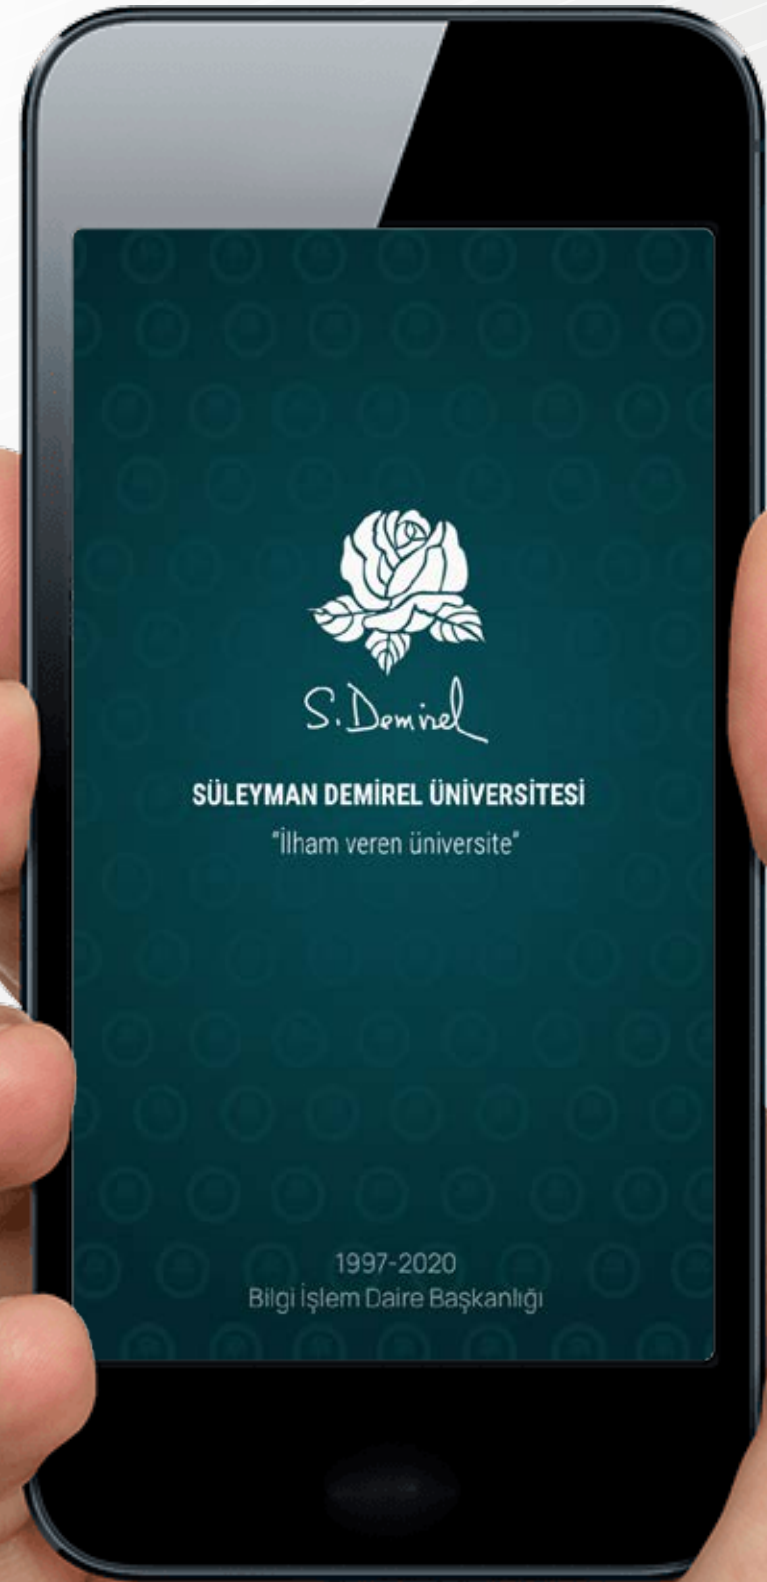 S. Demirel
SÜLEYMAN DEMİREL ÜNİVERSİTESİ
"İlham veren üniversite"
1997-2020
Bilgi İşlem Daire Başkanlığı